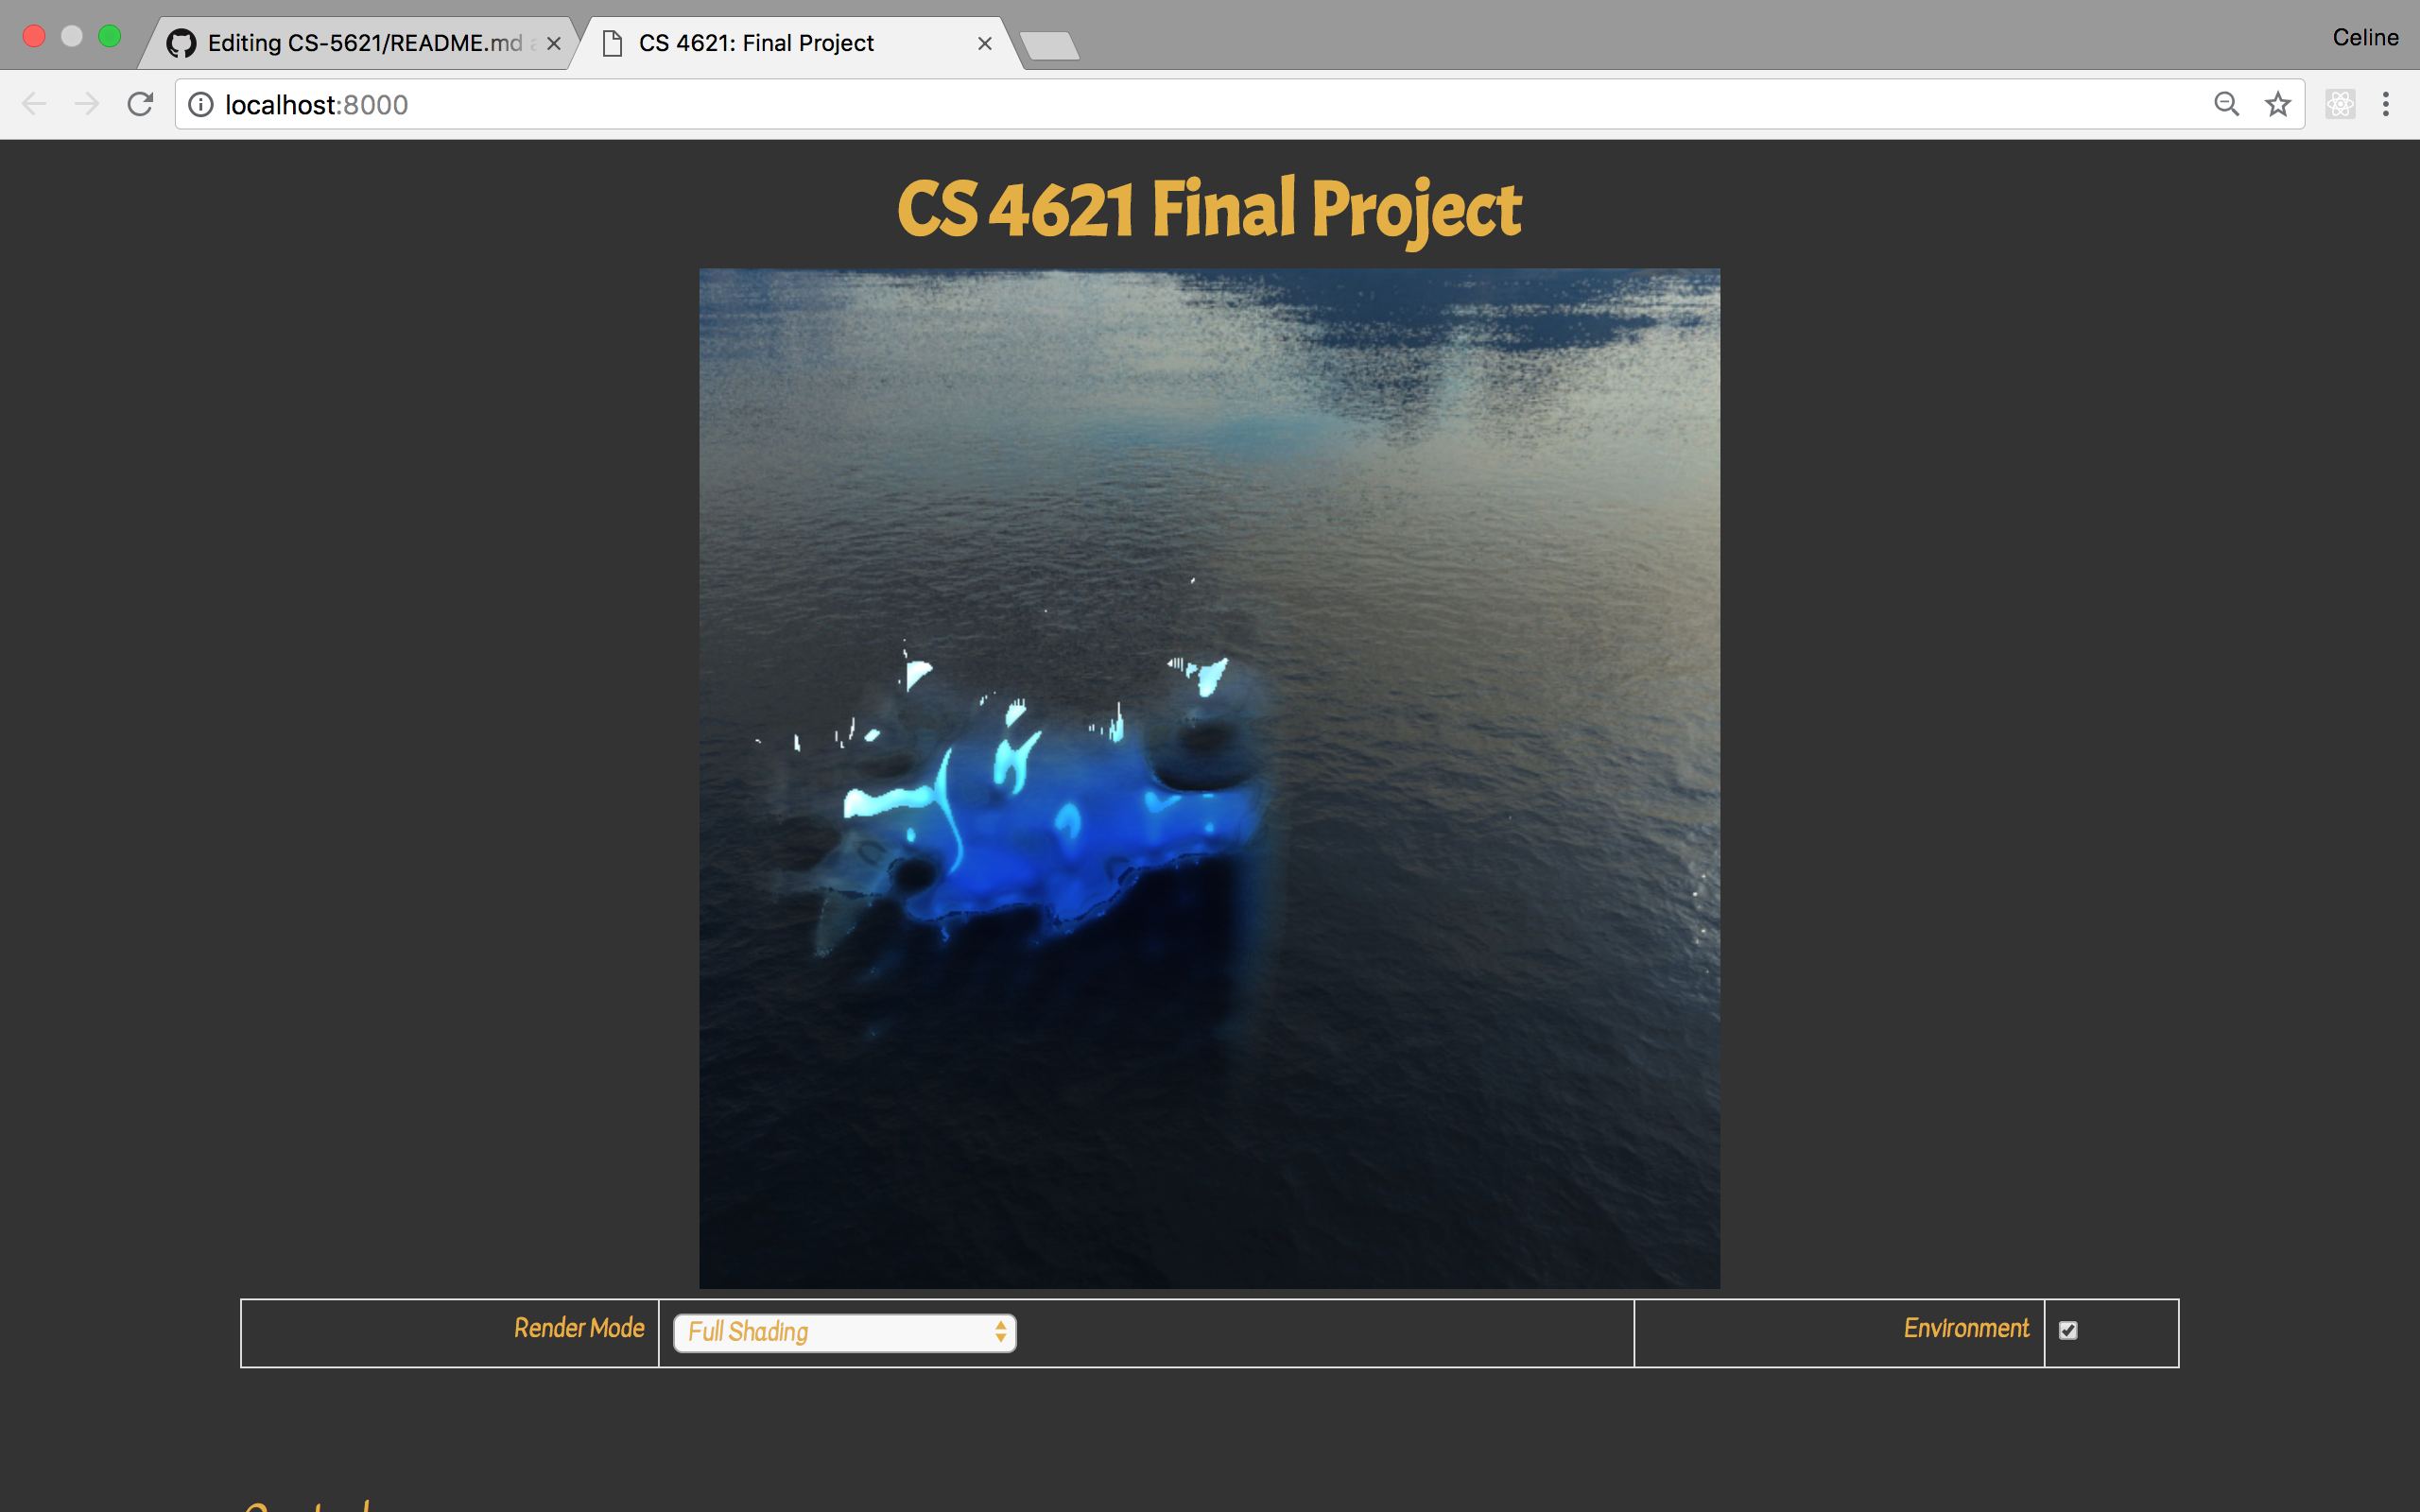 Editing CS-5621/README.md
CS 4621: Final Project
Celine
localhost:8000
CS 4621 Final Project
Render Mode
Full Shading
Environment